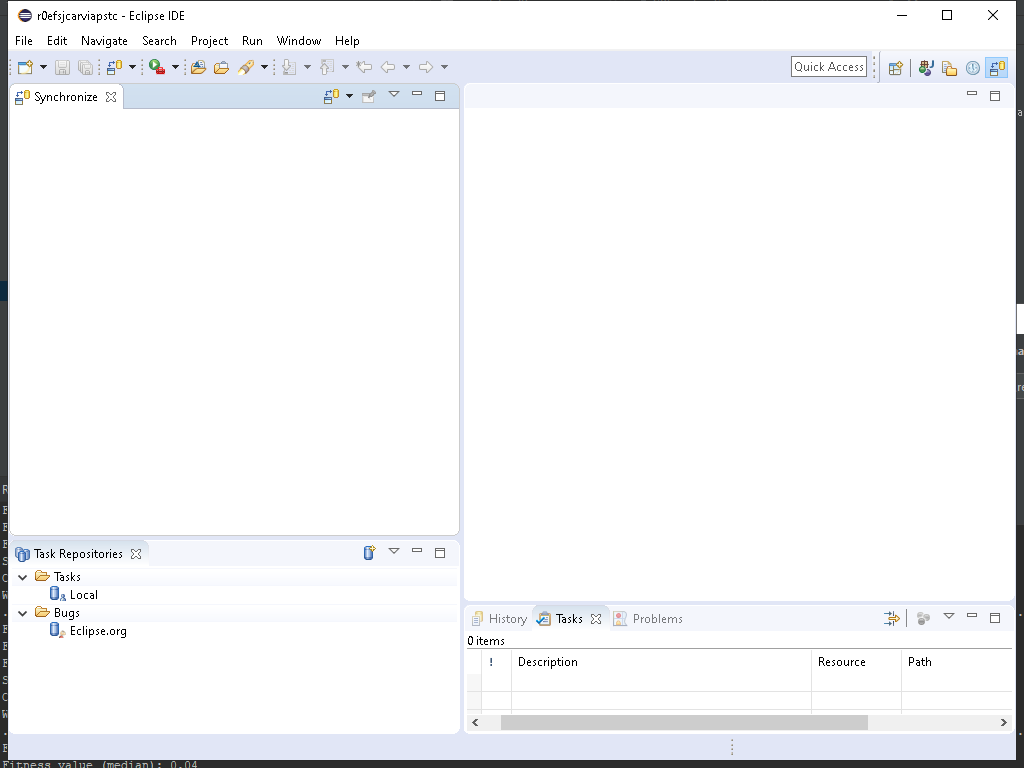 r0efsjcarviapstc - Eclipse IDE
File Edit Navigate Search Project Run Window Help
Quick Access
Synchronize
Task Repositories
Tasks
Local
Bugs
Eclipse.org
History Tasks Problems
0 items
! Description Resource Path
Fitness value (median): 0.04